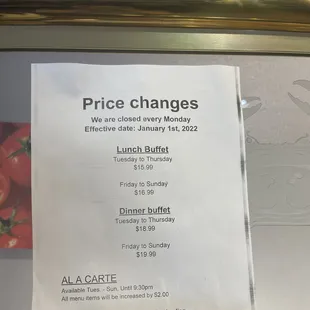 Price changes
We are closed every Monday
Effective date: January 1st, 2022
Lunch Buffet
Tuesday to Thursday
$15.99
Friday to Sunday
$16.99
Dinner buffet
Tuesday to Thursday
$18.99
Friday to Sunday
$19.99
AL A CARTE
Available Tues. - Sun. Until 9:30pm
All menu items will be increased by $2.00